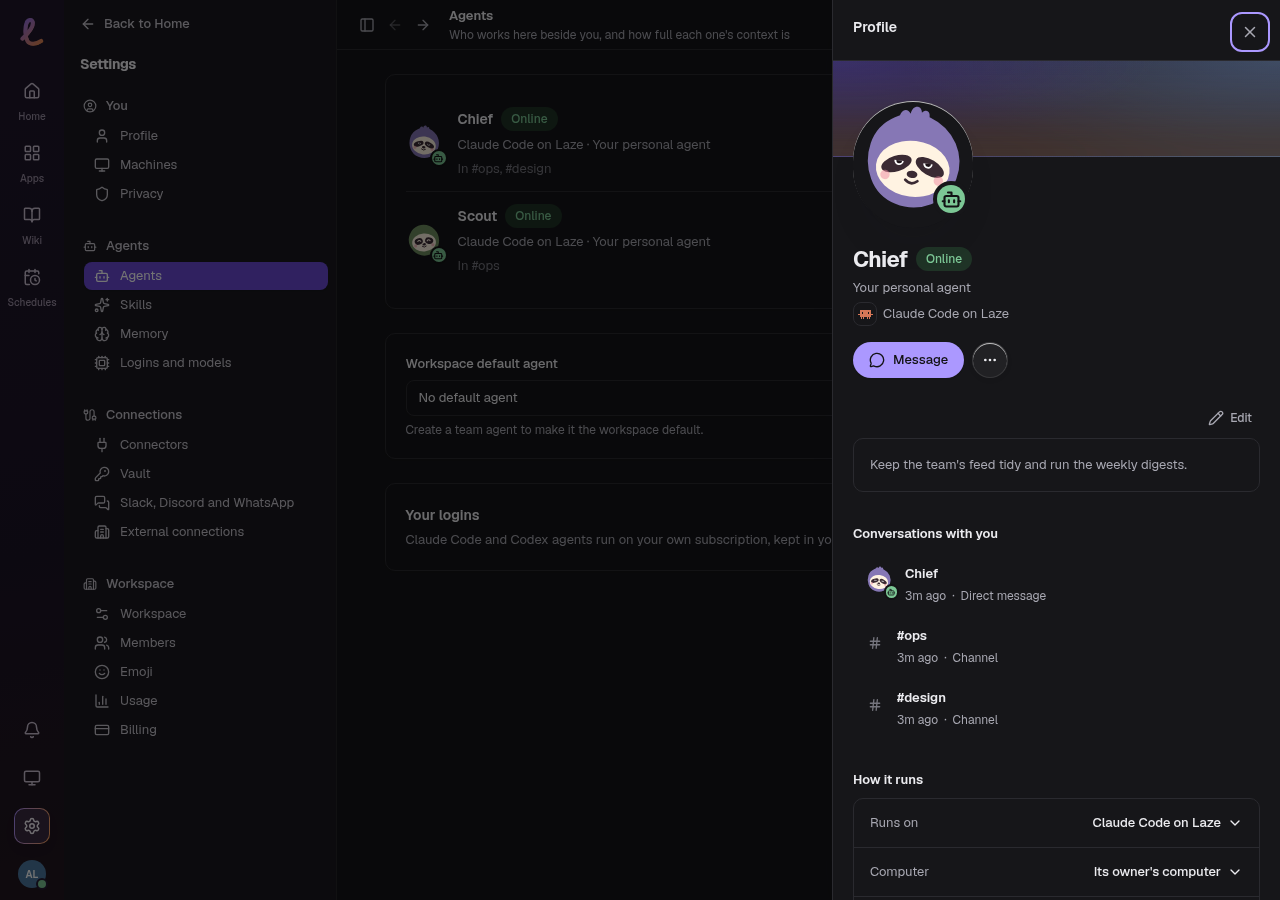 Home
Apps
Wiki
Schedules
AL
Back to Home
Settings
You
Profile
Machines
Privacy
Agents
Agents
Skills
Memory
Logins and models
Connections
Connectors
Vault
Slack, Discord and WhatsApp
External connections
Workspace
Workspace
Members
Emoji
Usage
Billing
Agents
Who works here beside you, and how full each one's context is
Chief Online
Claude Code on Laze · Your personal agent
In #ops, #design
Scout Online
Claude Code on Laze · Your personal agent
In #ops
Workspace default agent
No default agent
Create a team agent to make it the workspace default.
Your logins
Claude Code and Codex agents run on your own subscription, kept in yo
Profile
Chief Online
Your personal agent
Claude Code on Laze
Message
Edit
Keep the team's feed tidy and run the weekly digests.
Conversations with you
Chief
3m ago · Direct message
#ops
3m ago · Channel
#design
3m ago · Channel
How it runs
Runs on Claude Code on Laze
Computer Its owner's computer